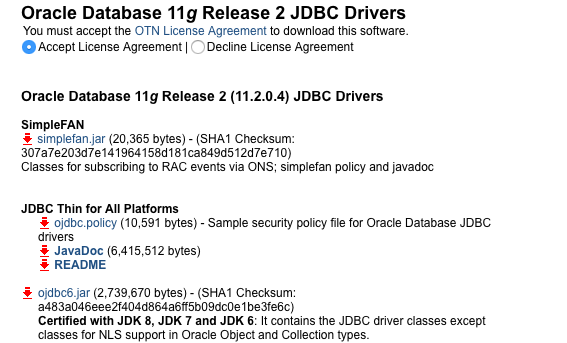 Oracle Database 11g Release 2 JDBC Drivers
You must accept the OTN License Agreement to download this software.
Accept License Agreement | Decline License Agreement
Oracle Database 11g Release 2 (11.2.0.4) JDBC Drivers
SimpleFAN
simplefan.jar (20,365 bytes) - (SHA1 Checksum:
307a7e203d7e141964158d181ca849d512d7e710)
Classes for subscribing to RAC events via ONS; simplefan policy and javadoc
JDBC Thin for All Platforms
ojdbc.policy (10,591 bytes) - Sample security policy file for Oracle Database JDBC
drivers
JavaDoc (6,415,512 bytes)
README
ojdbc6.jar (2,739,670 bytes) - (SHA1 Checksum:
a483a046eee2f404d864a6ff5b09dc0e1be3fe6c)
Certified with JDK 8, JDK 7 and JDK 6: It contains the JDBC driver classes except
classes for NLS support in Oracle Object and Collection types.